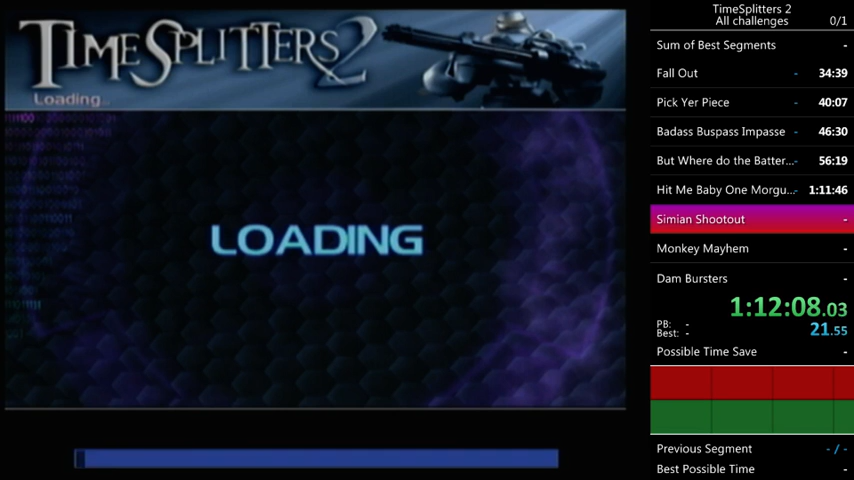 TIMESPLITTERS 2
Loading...
LOADING
TimeSplitters 2
All challenges 0/1
Sum of Best Segments -
Fall Out - 34:39
Pick Yer Piece - 40:07
Badass Buspass Impasse - 46:30
But Where do the Batter... - 56:19
Hit Me Baby One Morgu... - 1:11:46
Simian Shootout -
Monkey Mayhem -
Dam Bursters -
1:12:08.03
PB: -
Best: - 21.55
Possible Time Save -
Previous Segment - / -
Best Possible Time -